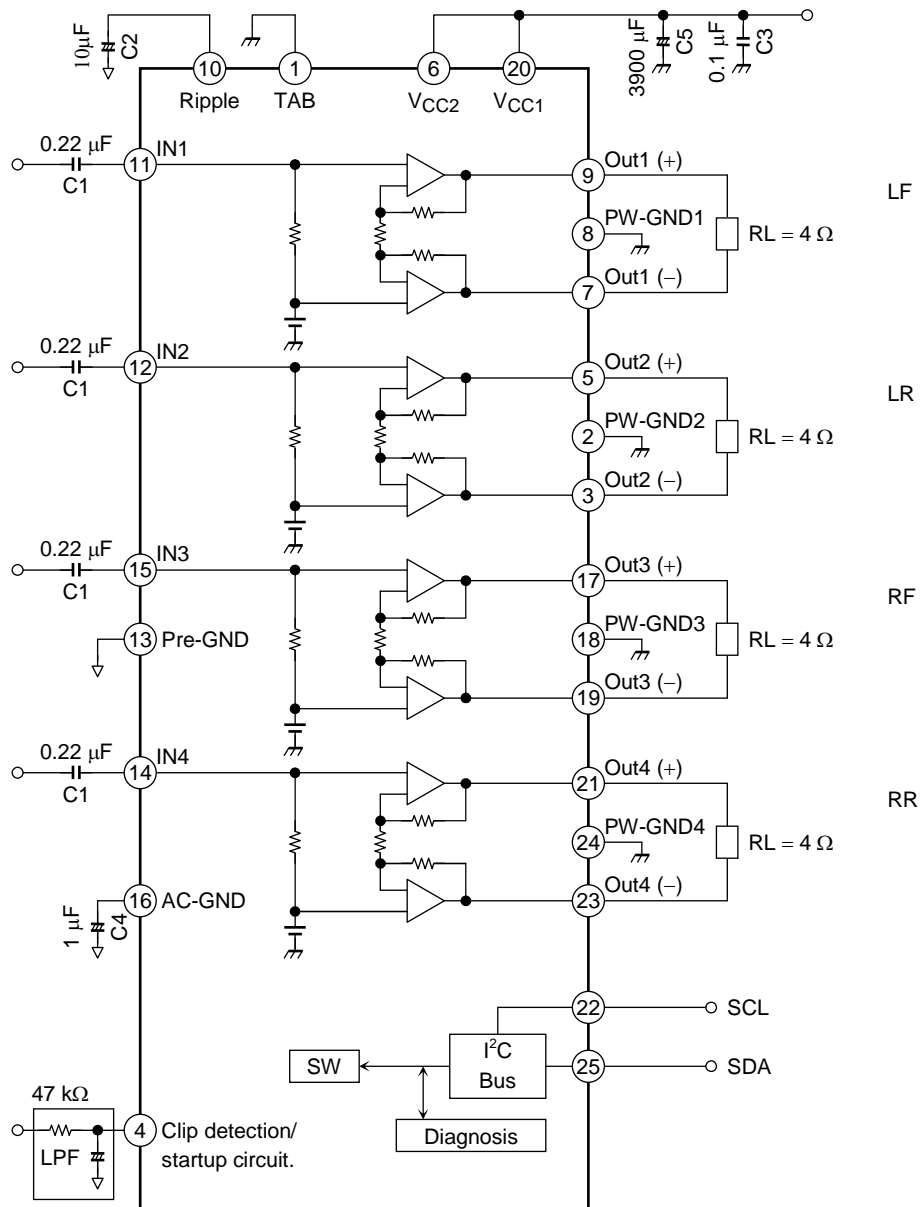 10μF
C2
3900 μF
C5
0.1 μF
C3
10
1
6
20
Ripple
TAB
VCC2
VCC1
0.22 μF
C1
11
IN1
9
Out1 (+)
8
PW-GND1
7
Out1 (−)
RL = 4 Ω
LF
0.22 μF
C1
12
IN2
5
Out2 (+)
2
PW-GND2
3
Out2 (−)
RL = 4 Ω
LR
0.22 μF
C1
15
IN3
13
Pre-GND
17
Out3 (+)
18
PW-GND3
19
Out3 (−)
RL = 4 Ω
RF
0.22 μF
C1
14
IN4
21
Out4 (+)
24
PW-GND4
23
Out4 (−)
RL = 4 Ω
RR
1 μF
C4
16
AC-GND
22
SCL
I²C
Bus
SW
25
SDA
Diagnosis
47 kΩ
LPF
4
Clip detection/
startup circuit.